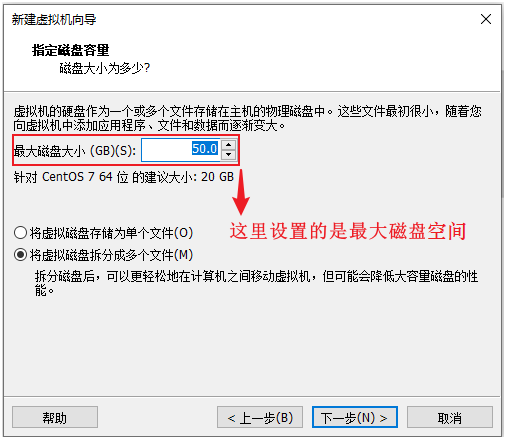 新建虚拟机向导
指定磁盘容量
磁盘大小为多少?
虚拟机的硬盘作为一个或多个文件存储在主机的物理磁盘中。这些文件最初很小，随着您
向虚拟机中添加应用程序、文件和数据而逐渐变大。
最大磁盘大小 (GB)(S): 50.0
针对 CentOS 7 64 位 的建议大小: 20 GB
这里设置的是最大磁盘空间
将虚拟磁盘存储为单个文件(O)
将虚拟磁盘拆分成多个文件(M)
拆分磁盘后，可以更轻松地在计算机之间移动虚拟机，但可能会降低大容量磁盘的性
能。
帮助 < 上一步(B) 下一步(N) > 取消